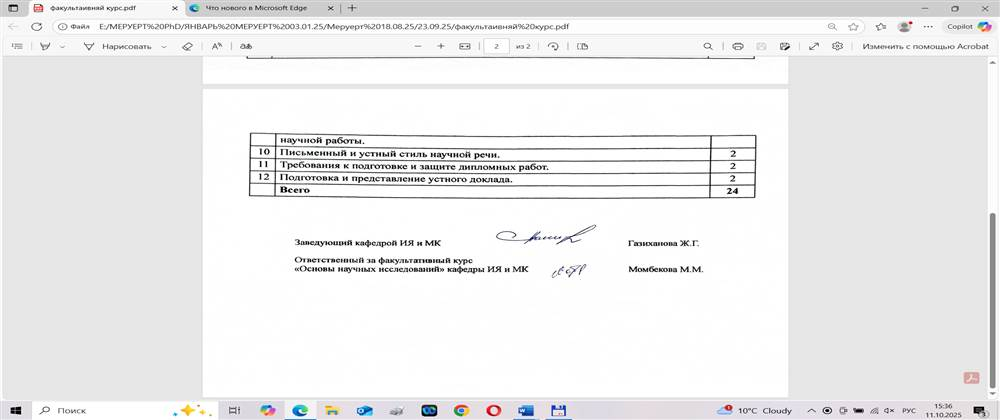 факультаивняй курс.pdf
Что нового в Microsoft Edge
Файл
E:/МЕРУЕРТ%20PhD/ЯНВАРЬ%20МЕРУЕРТ%2003.01.25/Меруерт%2018.08.25/23.09.25/факультаивняй%20курс.pdf
Copilot
Нарисовать
2 из 2
Изменить с помощью Acrobat
научной работы.
10 Письменный и устный стиль научной речи. 2
11 Требования к подготовке и защите дипломных работ. 2
12 Подготовка и представление устного доклада. 2
Всего 24
Заведующий кафедрой ИЯ и МК Газиханова Ж.Г.
Ответственный за факультативный курс
«Основы научных исследований» кафедры ИЯ и МК Момбекова М.М.
Поиск
10°C Cloudy
РУС
15:36
11.10.2025